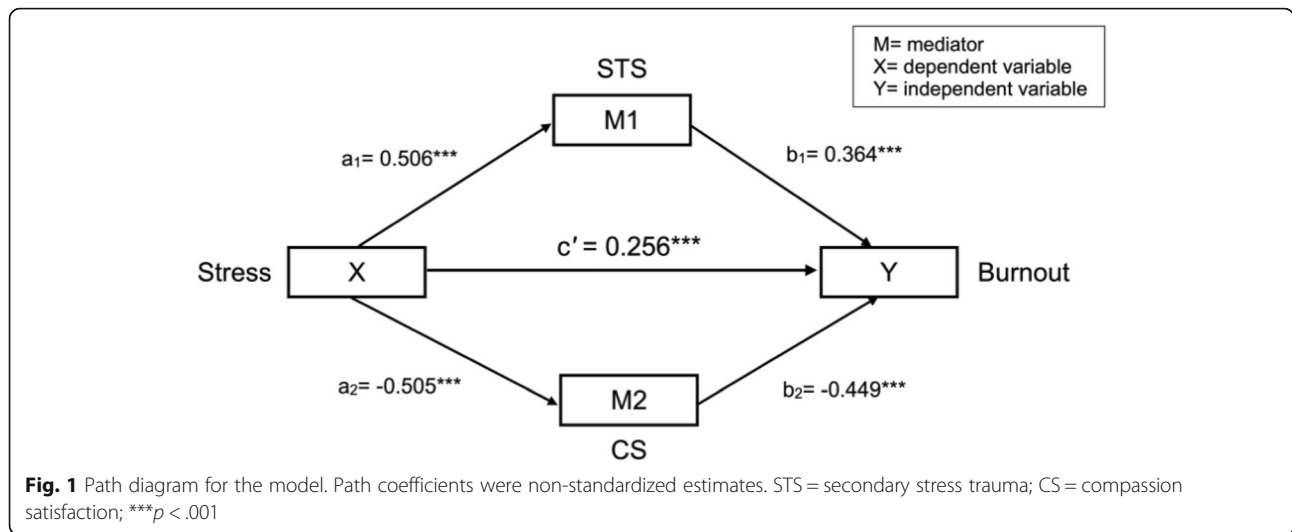 M= mediator
X= dependent variable
Y= independent variable
STS
M1
a₁= 0.506***
b₁= 0.364***
c′ = 0.256***
Stress
X
Y
Burnout
a₂= -0.505***
b₂= -0.449***
M2
CS
Fig. 1 Path diagram for the model. Path coefficients were non-standardized estimates. STS = secondary stress trauma; CS = compassion
satisfaction; ***p < .001